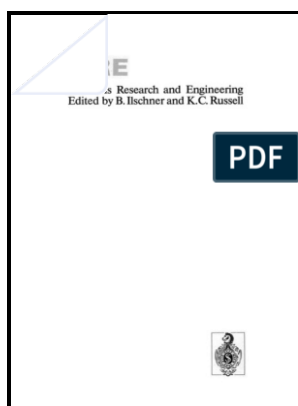 Research and Engineering
Edited by B. Ilschner and K.C. Russell
PDF
S